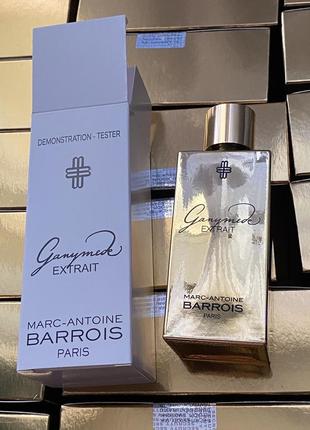 DEMONSTRATION - TESTER
Ganymede
EXTRAIT
MARC-ANTOINE
BARROIS
PARIS
Ganymede
EXTRAIT
MARC-ANTOINE
BARROIS
PARIS